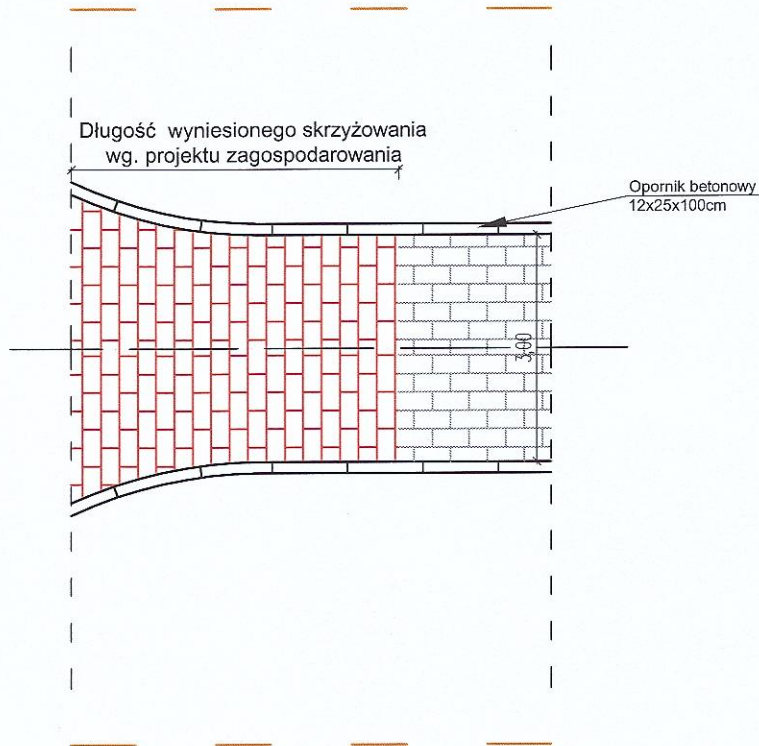 Długość wyniesionego skrzyżowania
wg. projektu zagospodarowania
Opornik betonowy
12x25x100cm
3,00